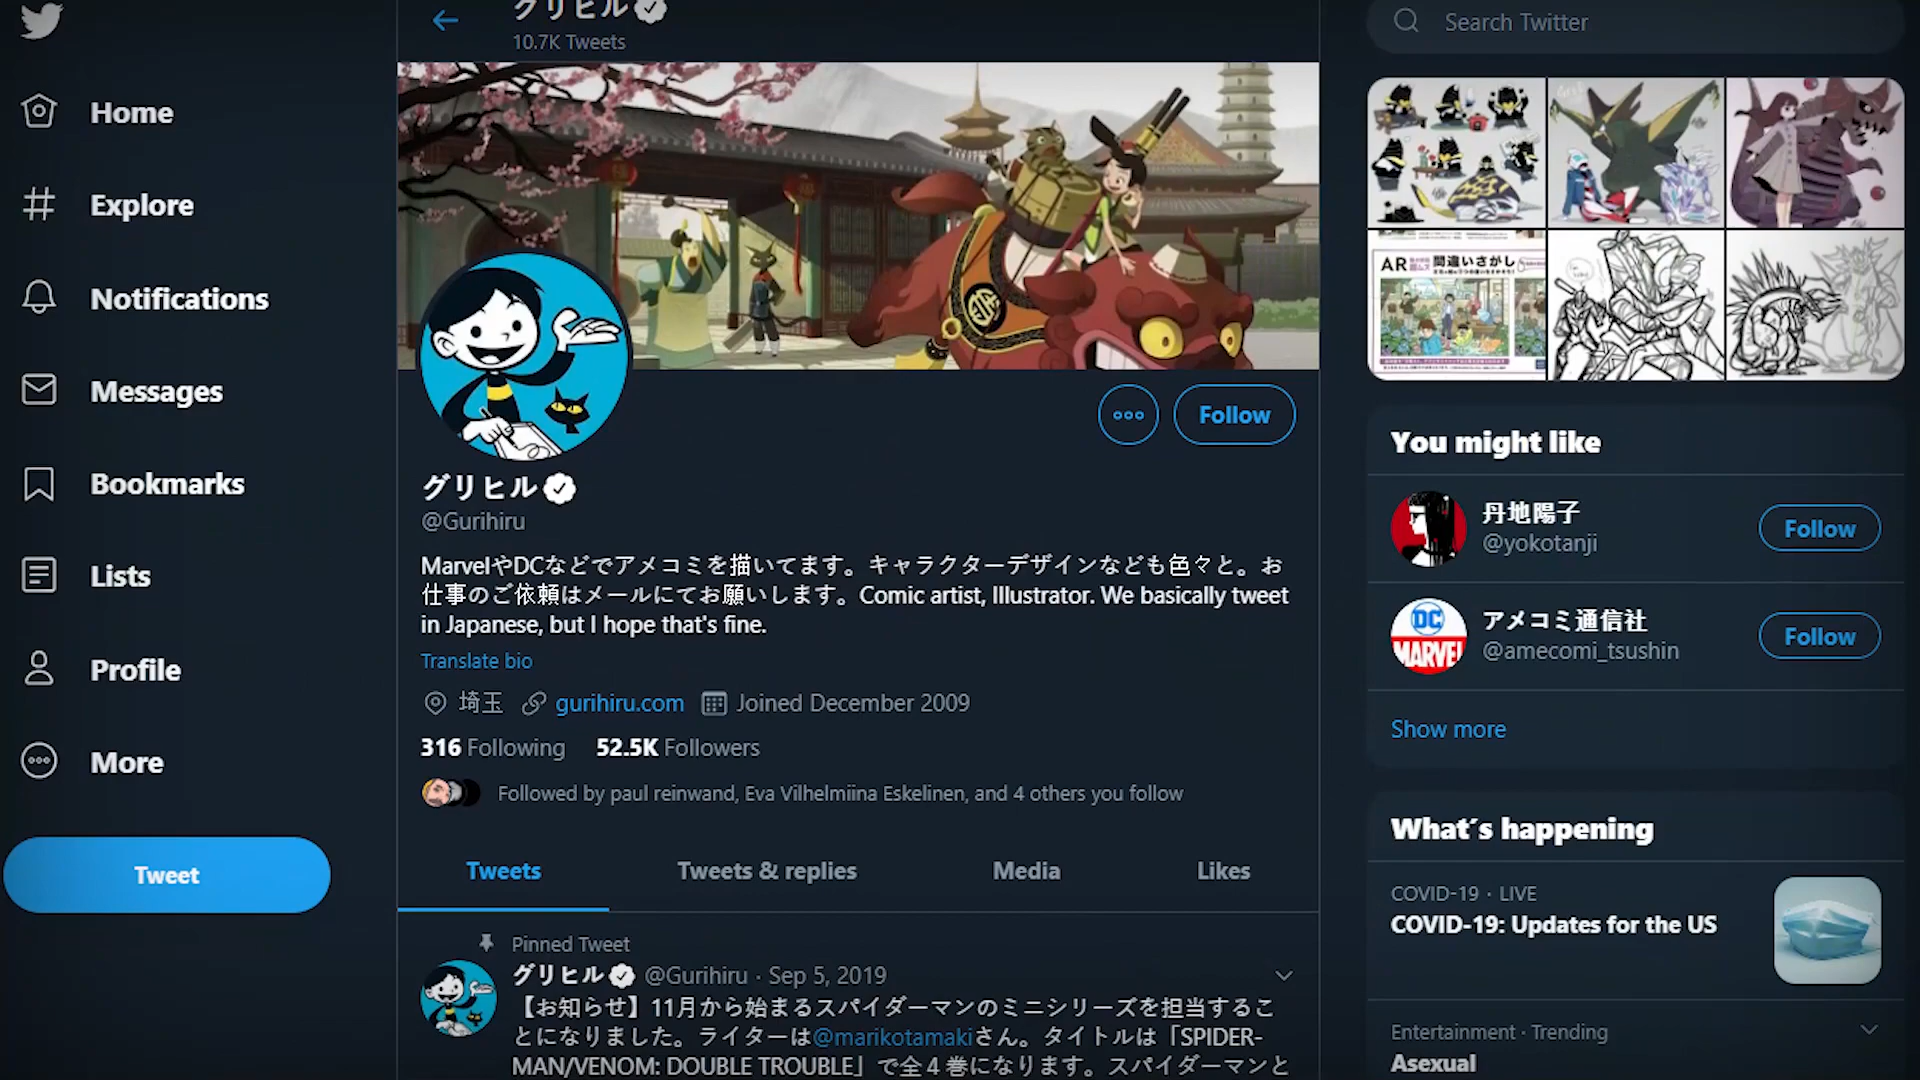 グリヒル
10.7K Tweets
Search Twitter
Home
Explore
Notifications
Messages
Bookmarks
Lists
Profile
More
Tweet
Follow
グリヒル
@Gurihiru
MarvelやDCなどでアメコミを描いてます。キャラクターデザインなども色々と。お
仕事のご依頼はメールにてお願いします。Comic artist, Illustrator. We basically tweet
in Japanese, but I hope that's fine.
Translate bio
埼玉 gurihiru.com Joined December 2009
316 Following 52.5K Followers
Followed by paul reinwand, Eva Vilhelmiina Eskelinen, and 4 others you follow
Tweets Tweets & replies Media Likes
Pinned Tweet
グリヒル @Gurihiru · Sep 5, 2019
【お知らせ】11月から始まるスパイダーマンのミニシリーズを担当するこ
とになりました。ライターは@marikotamakiさん。タイトルは「SPIDER-
MAN/VENOM: DOUBLE TROUBLE」で全４巻になります。スパイダーマンと
AR
間違いさがし
You might like
丹地陽子
@yokotanji
Follow
DC
MARVEL
アメコミ通信社
@amecomi_tsushin
Follow
Show more
What's happening
COVID-19 · LIVE
COVID-19: Updates for the US
Entertainment · Trending
Asexual